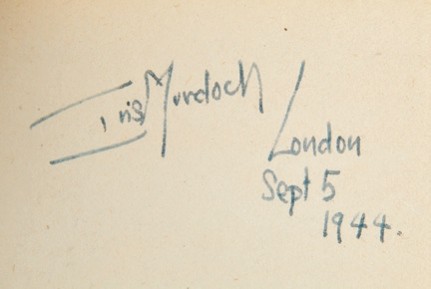 Iris Murdoch
London
Sept 5
1944.